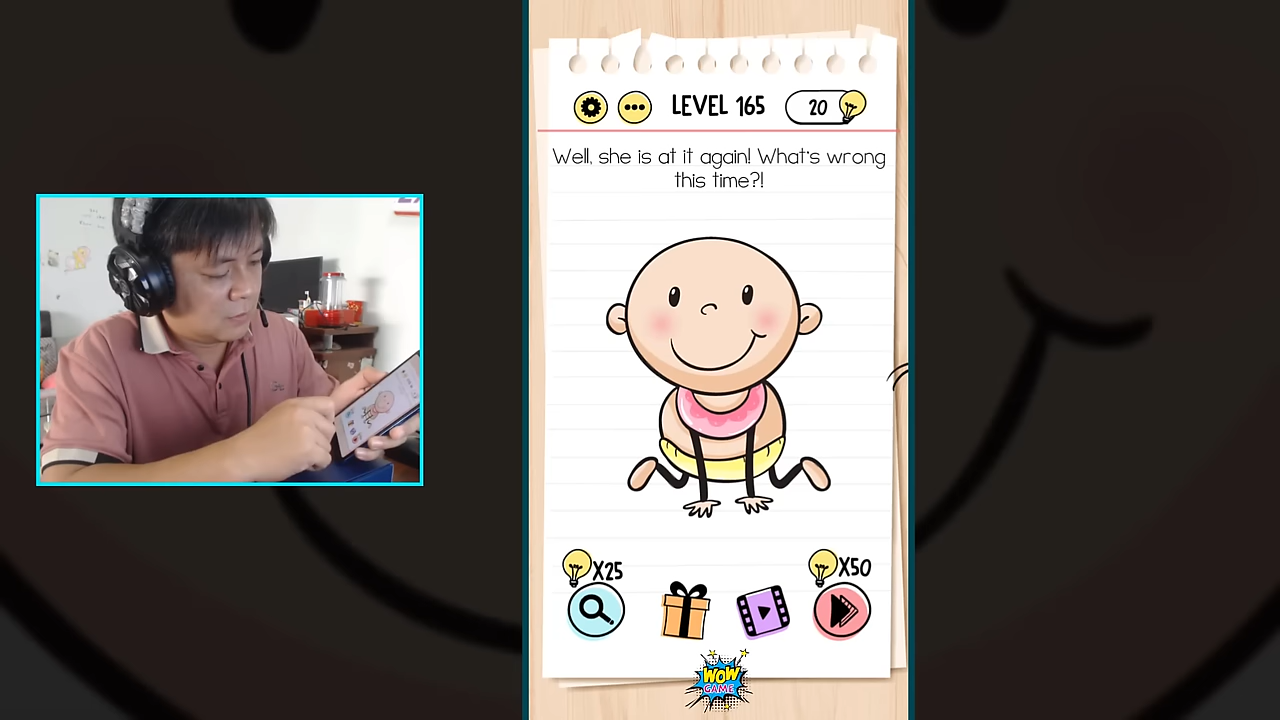 LEVEL 165
20
Well, she is at it again! What's wrong
this time?!
X25
X50
WOW
GAME